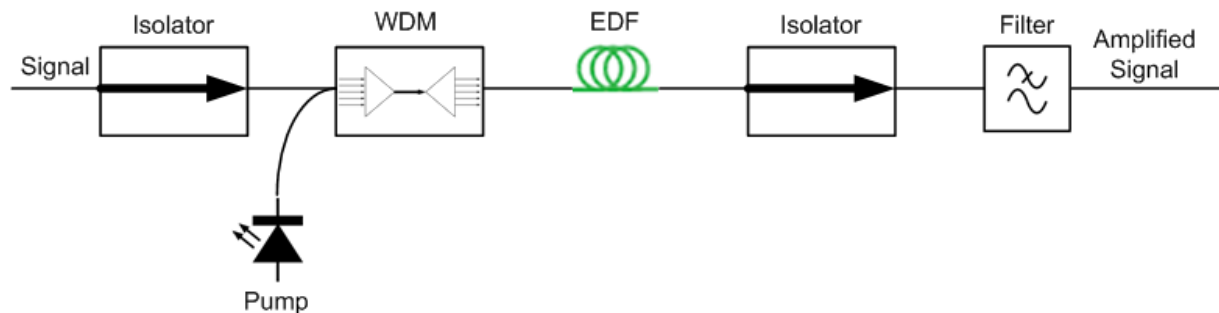 Isolator
WDM
EDF
Isolator
Filter
Amplified
Signal
Signal
Pump